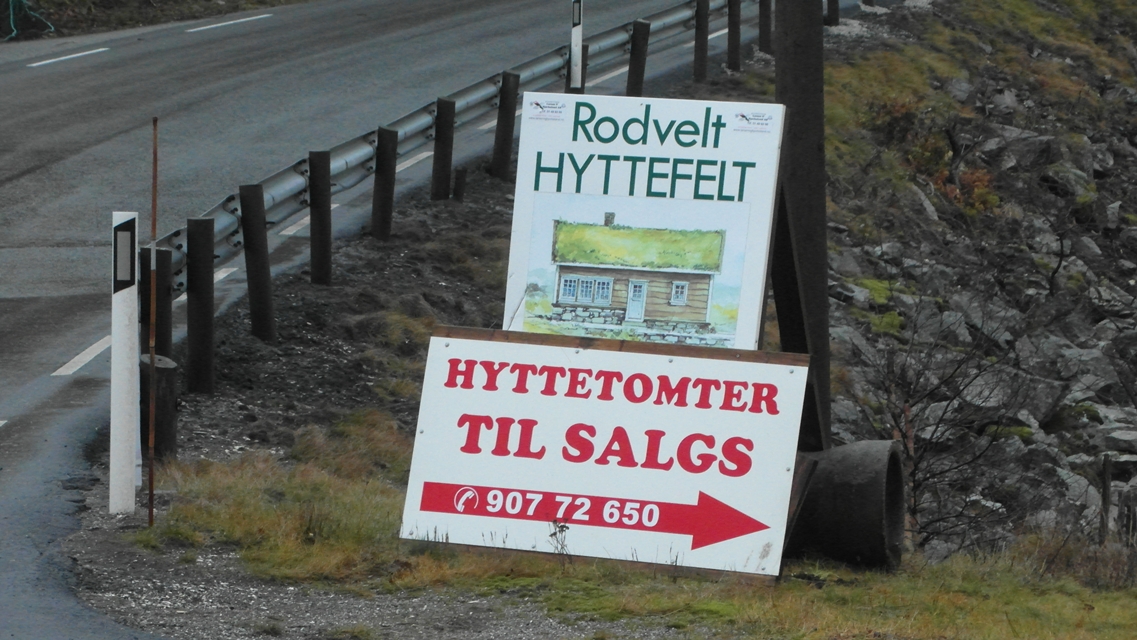 Rodvelt
HYTTEFELT
HYTTETOMTER
TIL SALGS
907 72 650